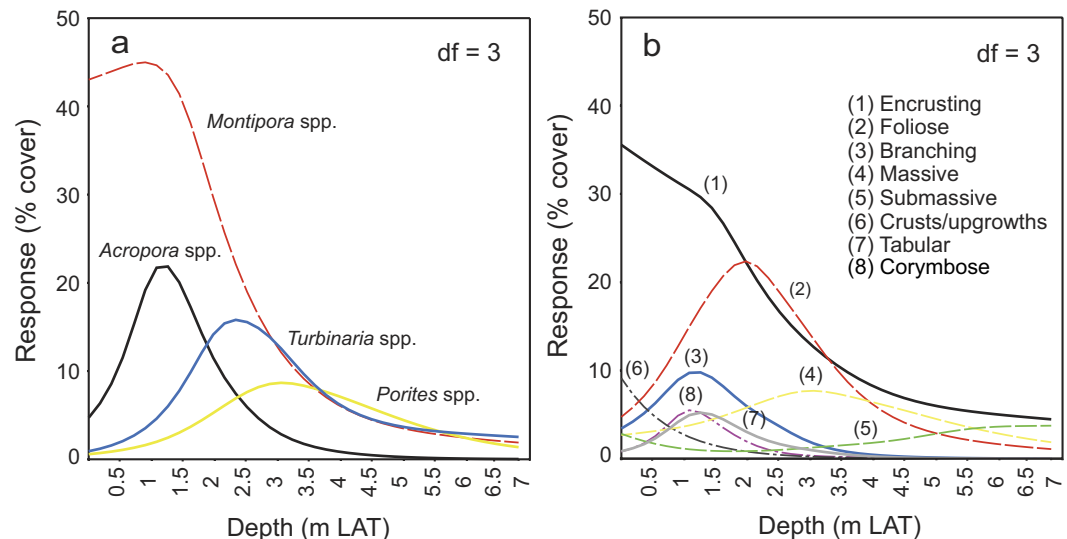 a
df = 3
Response (% cover)
50
40
30
20
10
0
Montipora spp.
Acropora spp.
Turbinaria spp.
Porites spp.
0.5 1 1.5 2 2.5 3 3.5 4 4.5 5 5.5 6 6.5 7
Depth (m LAT)
b
df = 3
Response (% cover)
50
40
30
20
10
0
(1) Encrusting
(2) Foliose
(3) Branching
(4) Massive
(5) Submassive
(6) Crusts/upgrowths
(7) Tabular
(8) Corymbose
(1)
(2)
(3)
(6)
(8)
(4)
(7)
(5)
0.5 1 1.5 2 2.5 3 3.5 4 4.5 5 5.5 6 6.5 7
Depth (m LAT)